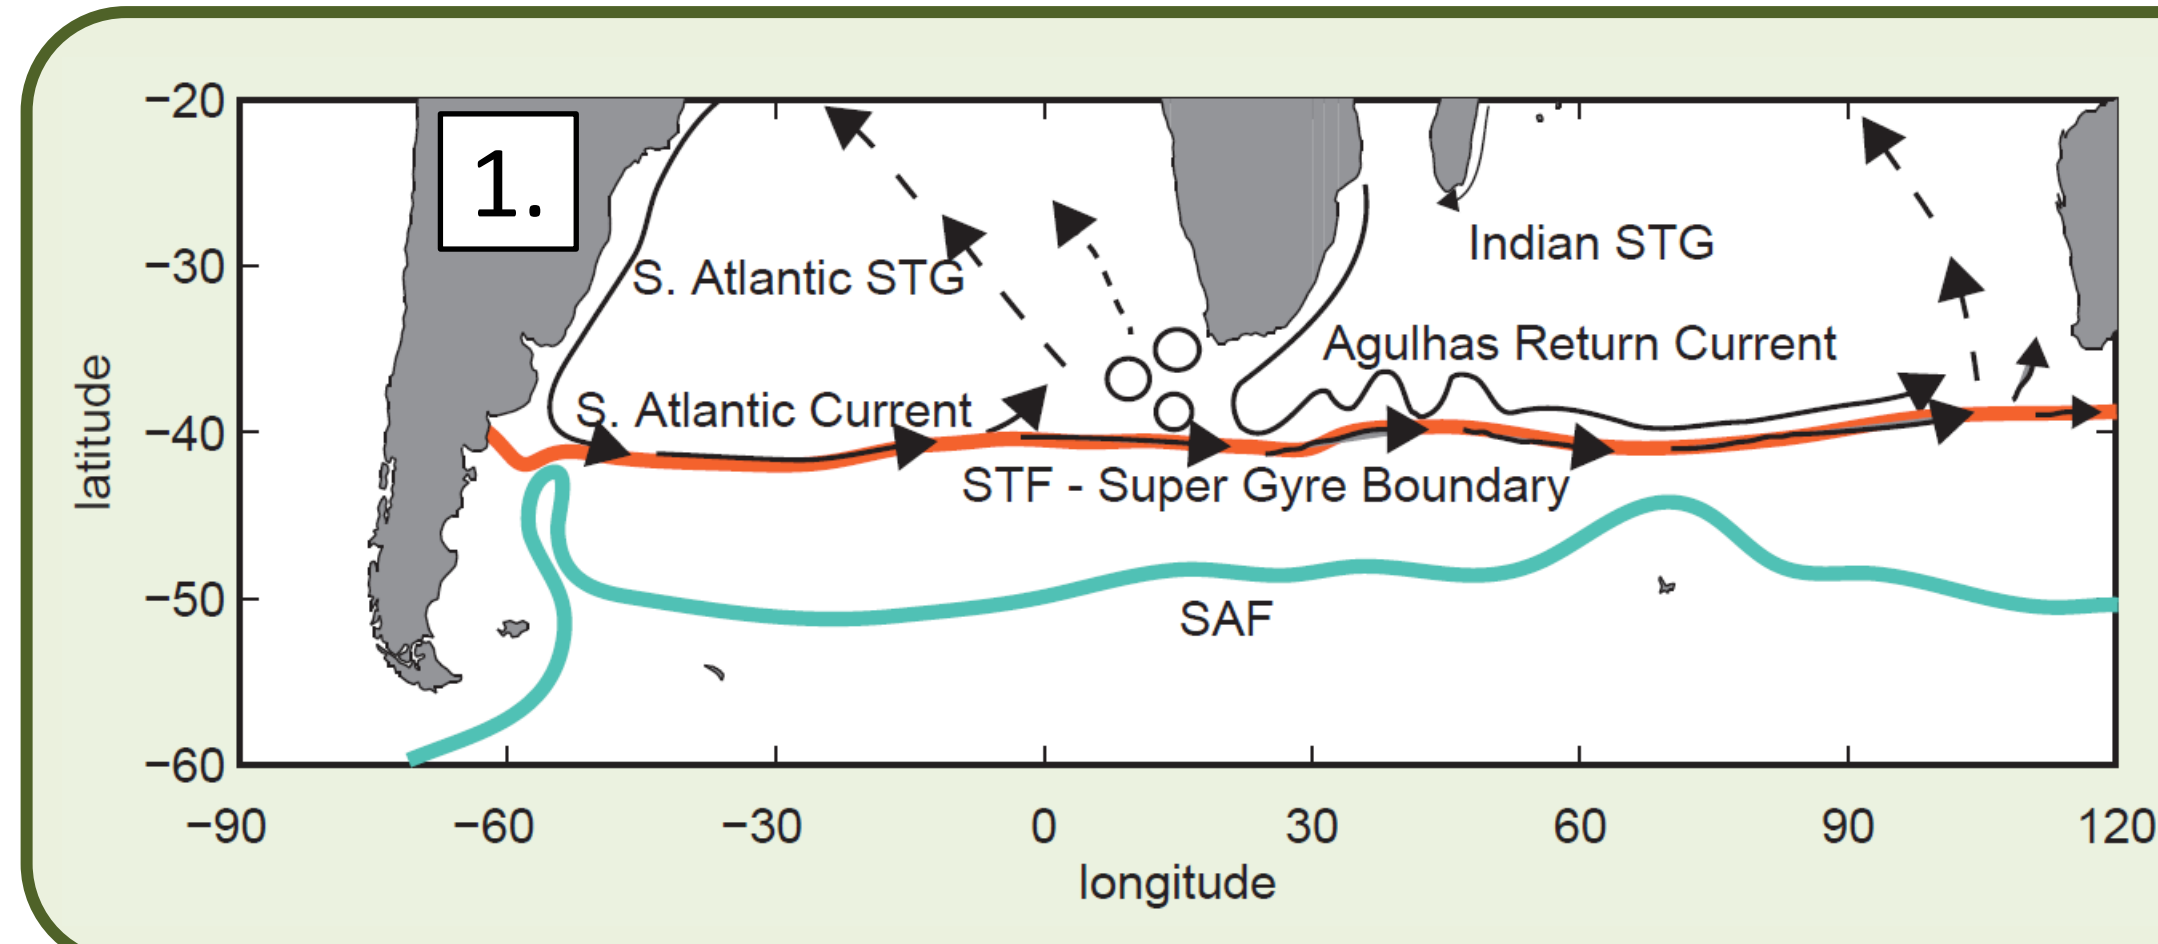 1.
−20
−30
−40
−50
−60
latitude
Indian STG
S. Atlantic STG
Agulhas Return Current
S. Atlantic Current
STF - Super Gyre Boundary
SAF
−90 −60 −30 0 30 60 90 120
longitude